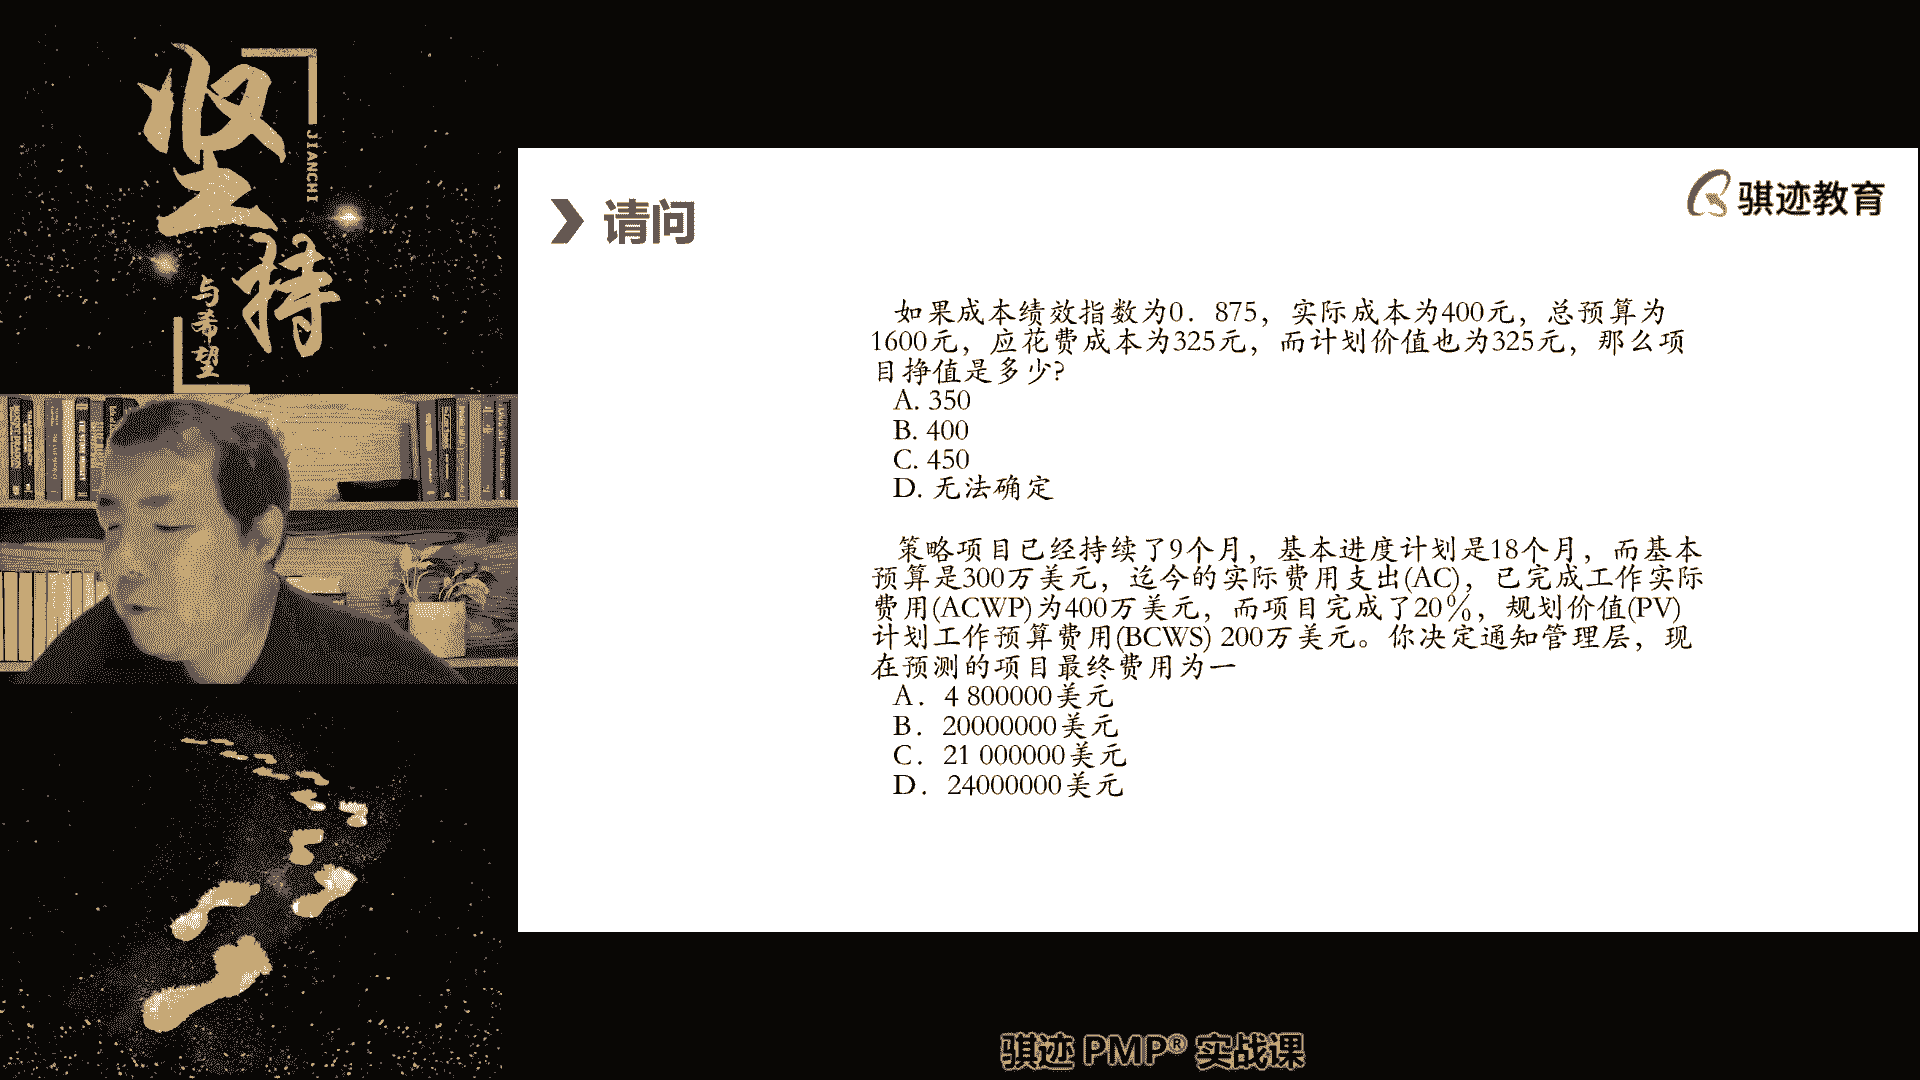 坚持
JIANCHI
与希望
骐迹教育
请问
如果成本绩效指数为0．875，实际成本为400元，总预算为
1600元，应花费成本为325元，而计划价值也为325元，那么项
目挣值是多少?
A. 350
B. 400
C. 450
D. 无法确定
策略项目已经持续了9个月，基本进度计划是18个月，而基本
预算是300万美元，迄今的实际费用支出(AC)，已完成工作实际
费用(ACWP)为400万美元，而项目完成了20％，规划价值(PV)
计划工作预算费用(BCWS) 200万美元。你决定通知管理层，现
在预测的项目最终费用为一
A．4 800000美元
B．20000000美元
C．21 000000美元
D．24000000美元
骐迹 PMP® 实战课